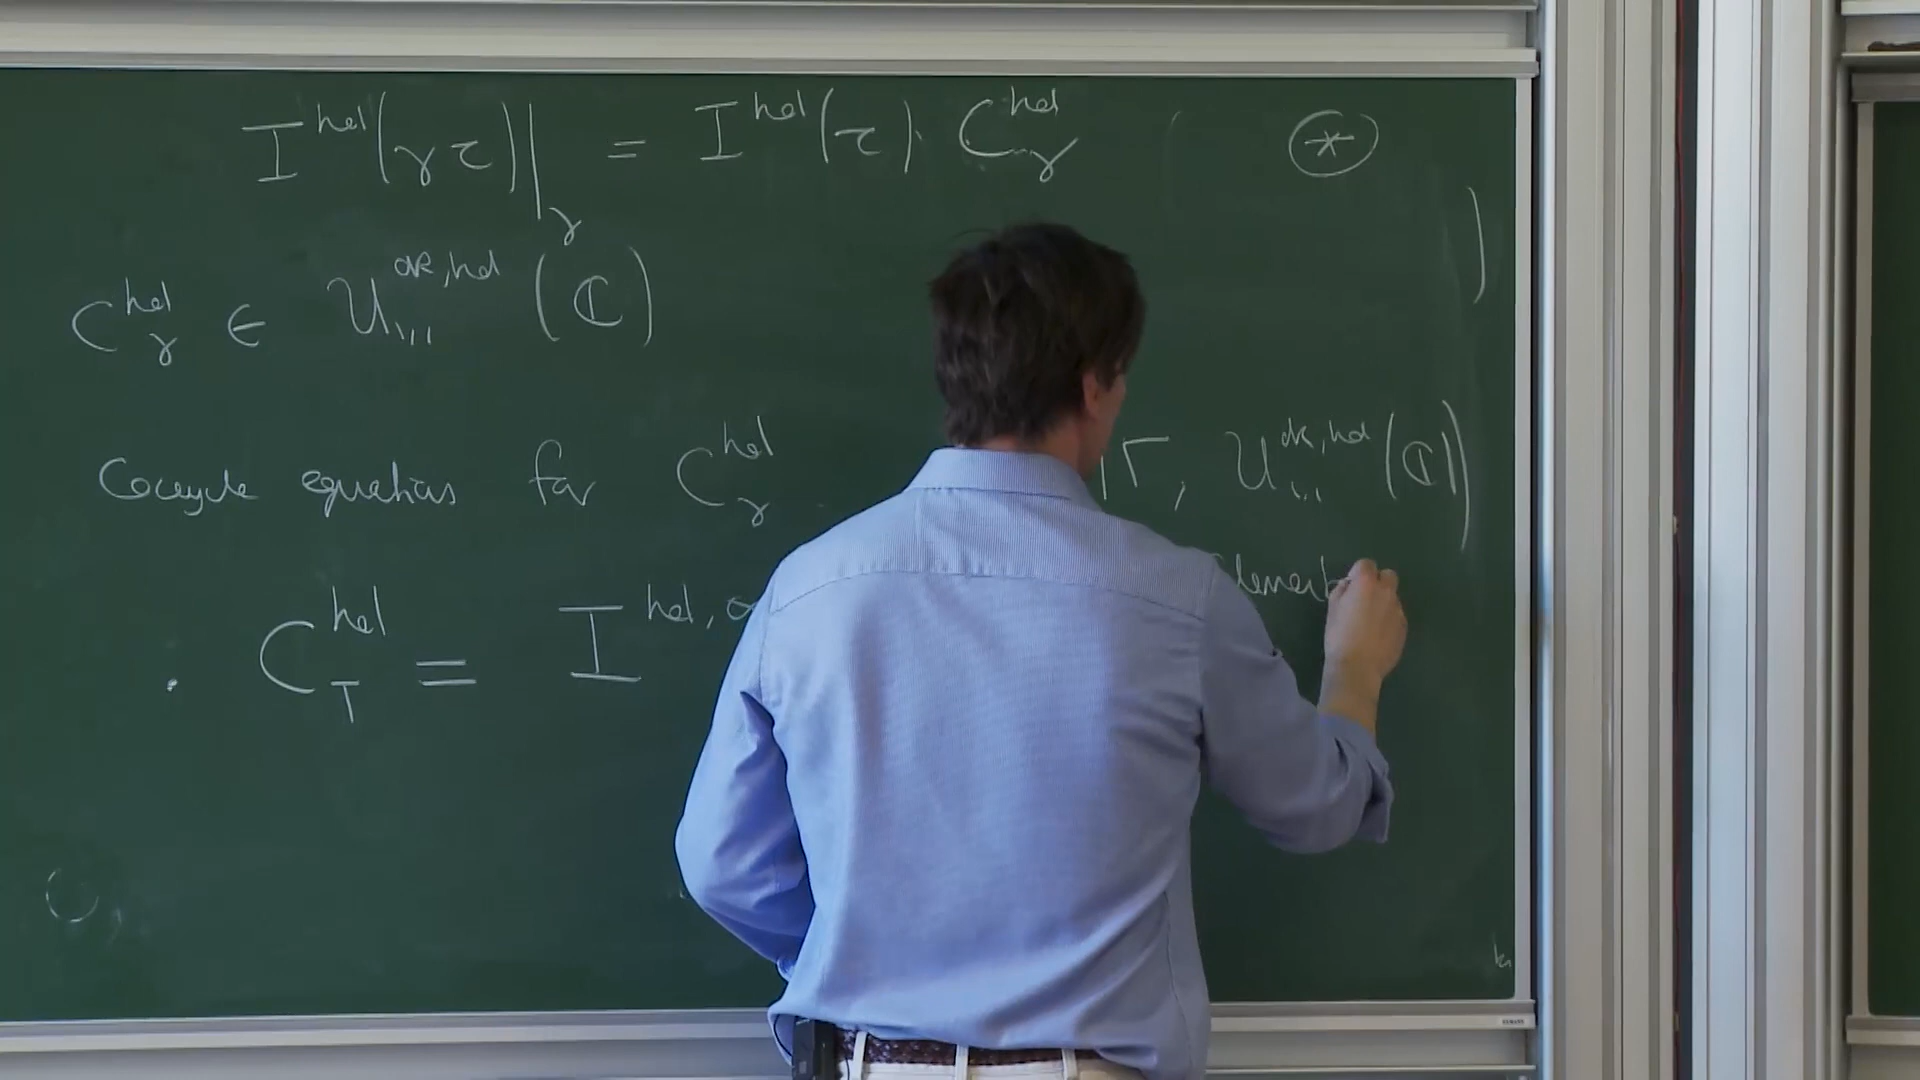 I^{hol}(γτ)|_γ = I^{hol}(τ) · C^{hol}_γ (*)
C^{hol}_γ ∈ U^{dR,hol}_{1,1} (ℂ)
Cocycle equations for C^{hol}_γ Γ, U^{dR,hol}_{1,1} (ℂ))
· C^{hol}_T = I^{hol,